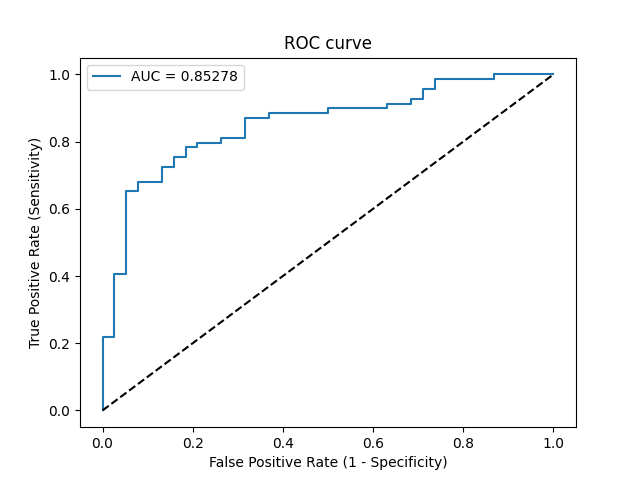 ROC curve
AUC = 0.85278
1.0
0.8
0.6
0.4
0.2
0.0
True Positive Rate (Sensitivity)
0.0 0.2 0.4 0.6 0.8 1.0
False Positive Rate (1 - Specificity)